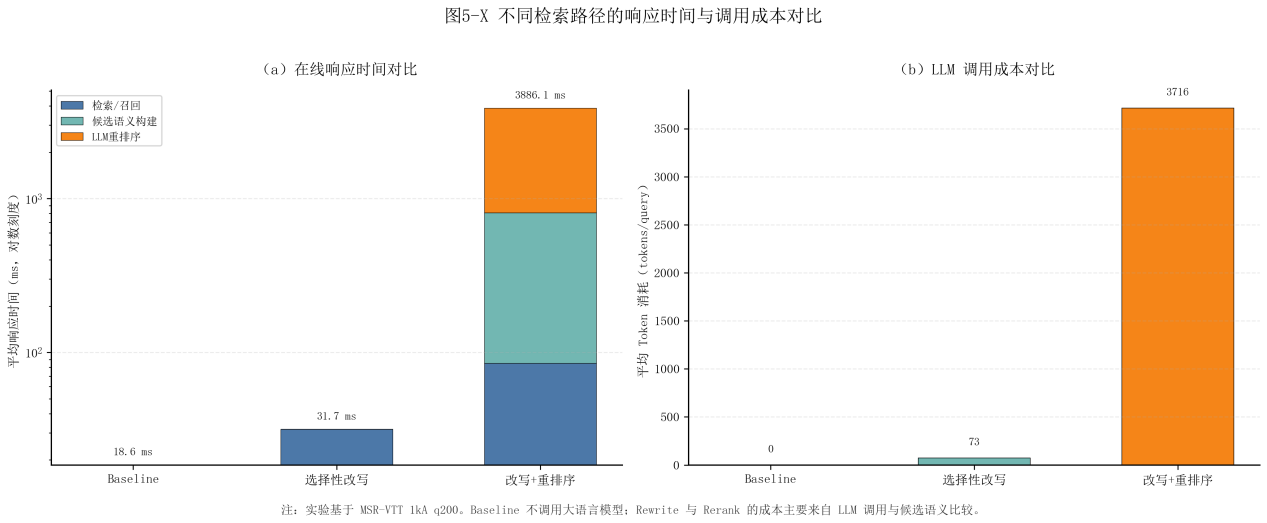 图5-X 不同检索路径的响应时间与调用成本对比
（a）在线响应时间对比
检索/召回
候选语义构建
LLM重排序
平均响应时间（ms，对数刻度）
10³
10²
18.6 ms
31.7 ms
3886.1 ms
Baseline
选择性改写
改写+重排序
（b）LLM 调用成本对比
平均 Token 消耗（tokens/query）
3500
3000
2500
2000
1500
1000
500
0
0
73
3716
Baseline
选择性改写
改写+重排序
注：实验基于 MSR-VTT 1kA q200。Baseline 不调用大语言模型；Rewrite 与 Rerank 的成本主要来自 LLM 调用与候选语义比较。